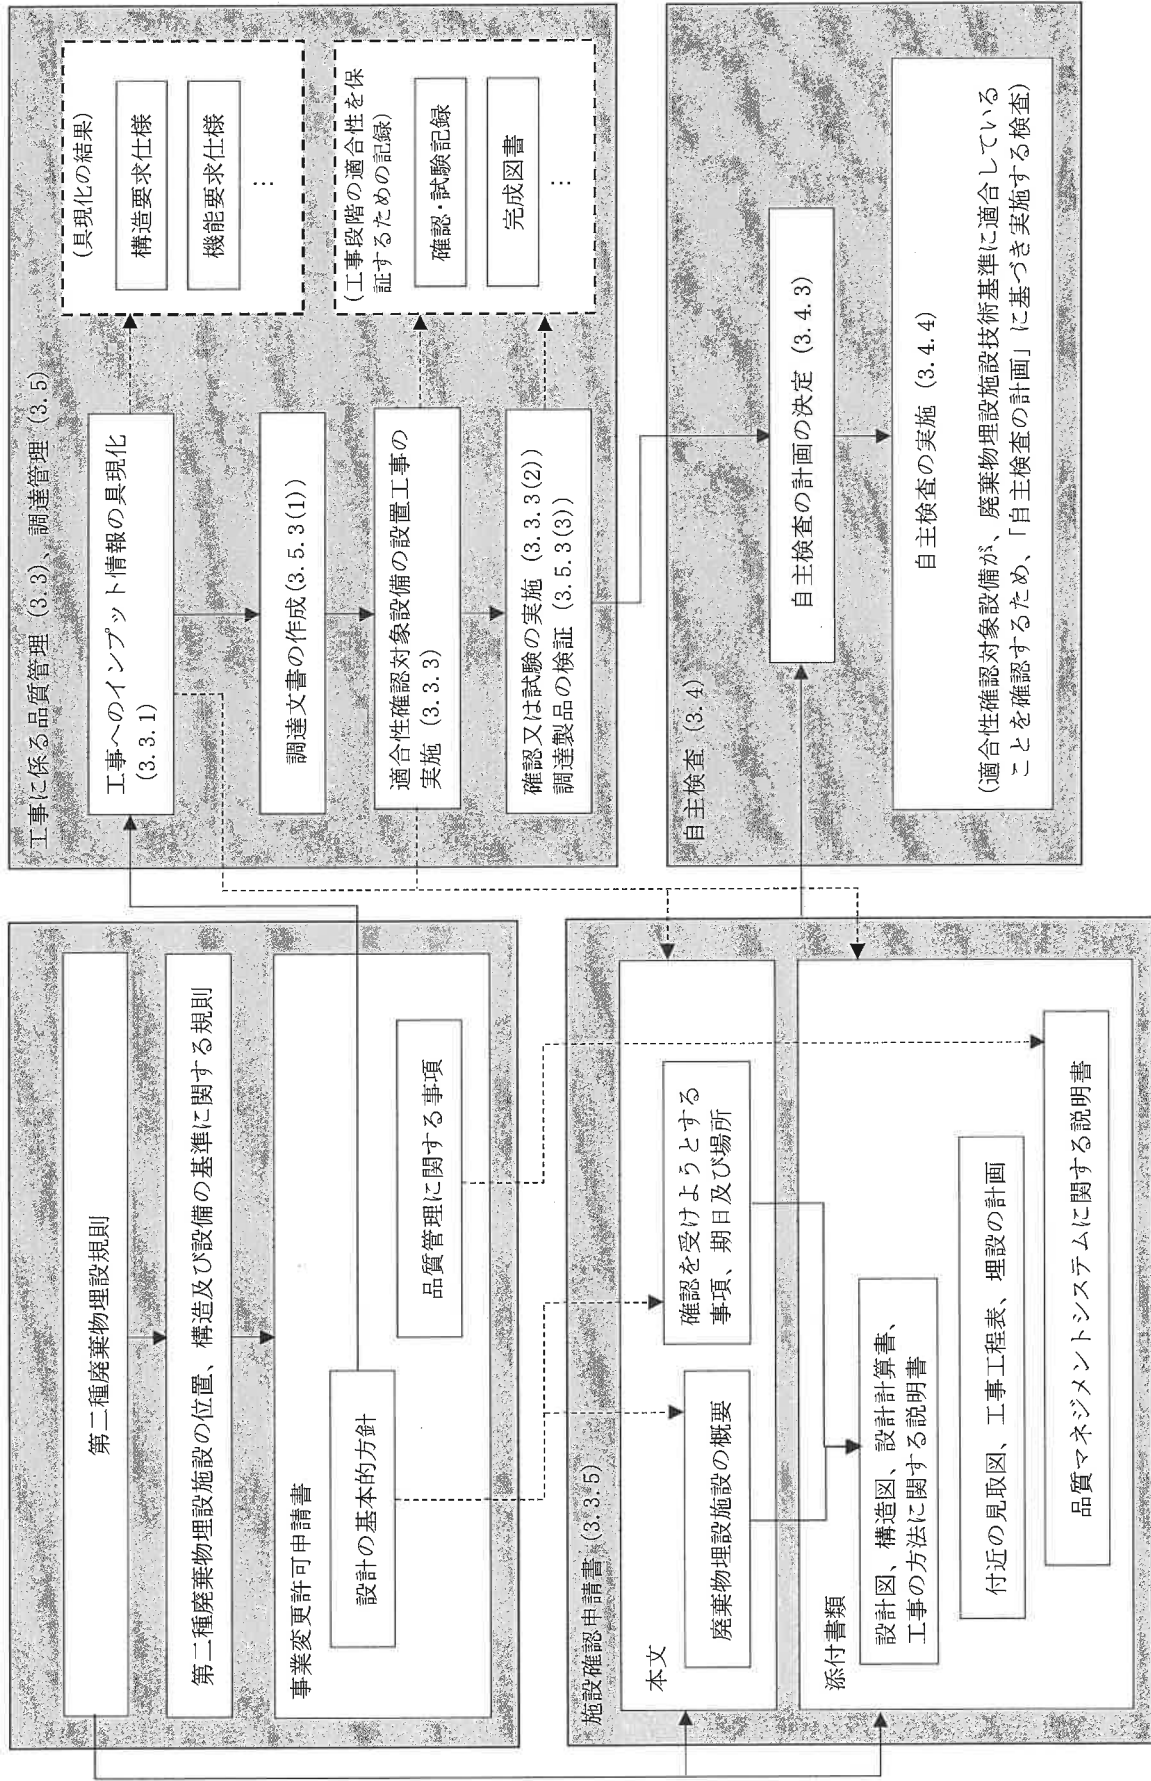 第二種廃棄物埋設規則
第二種廃棄物埋設施設の位置、構造及び設備の基準に関する規則
事業変更許可申請書
設計の基本的方針
品質管理に関する事項
施設確認申請書 (3.3.5)
本文
廃棄物埋設施設の概要
確認を受けようとする
事項、期日及び場所
添付書類
設計図、構造図、設計計算書、
工事の方法に関する説明書
付近の見取図、工事工程表、埋設の計画
品質マネジメントシステムに関する説明書
工事に係る品質管理 (3.3)、調達管理 (3.5)
工事へのインプット情報の具現化
(3.3.1)
調達文書の作成(3.5.3(1))
適合性確認対象設備の設置工事の
実施 (3.3.3)
確認又は試験の実施 (3.3.3(2))
調達製品の検証 (3.5.3(3))
(具現化の結果)
構造要求仕様
機能要求仕様
…
(工事段階の適合性を保
証するための記録)
確認・試験記録
完成図書
…
自主検査 (3.4)
自主検査の計画の決定 (3.4.3)
自主検査の実施 (3.4.4)
(適合性確認対象設備が、廃棄物埋設施設技術基準に適合している
ことを確認するため、「自主検査の計画」に基づき実施する検査)